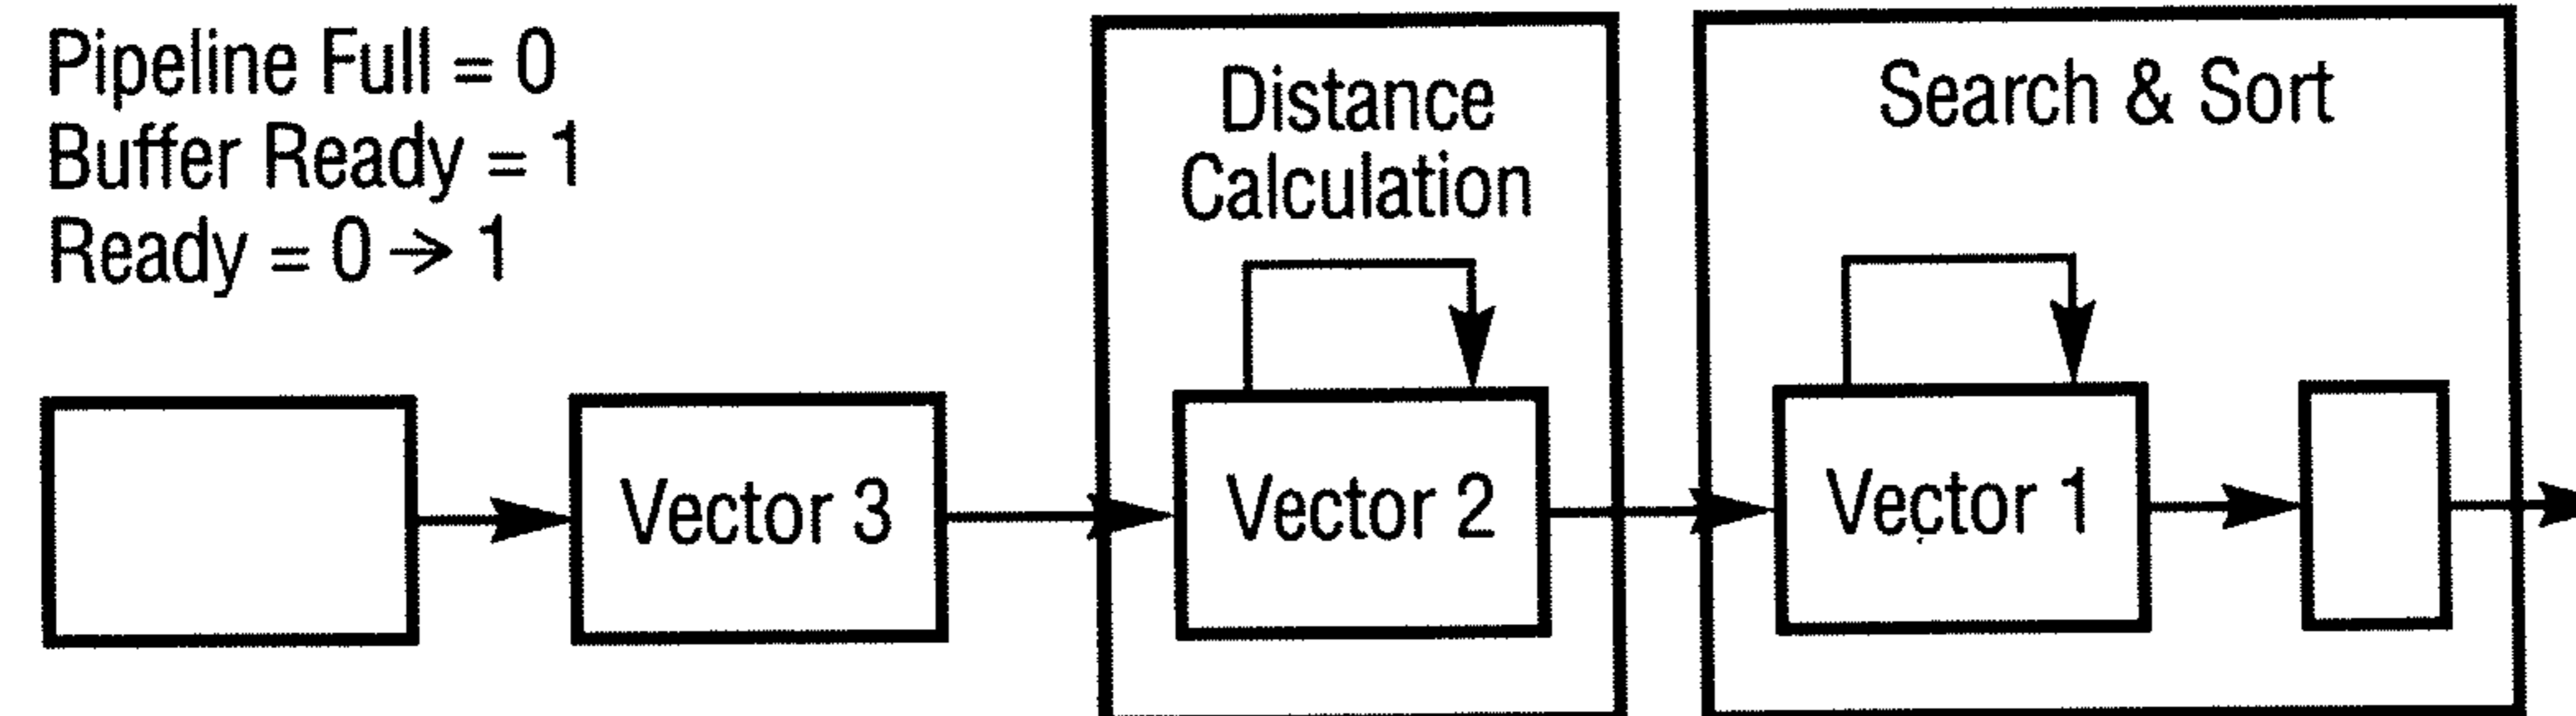 Pipeline Full = 0
Buffer Ready = 1
Ready = 0 → 1
Distance
Calculation
Search & Sort
Vector 3
Vector 2
Vector 1